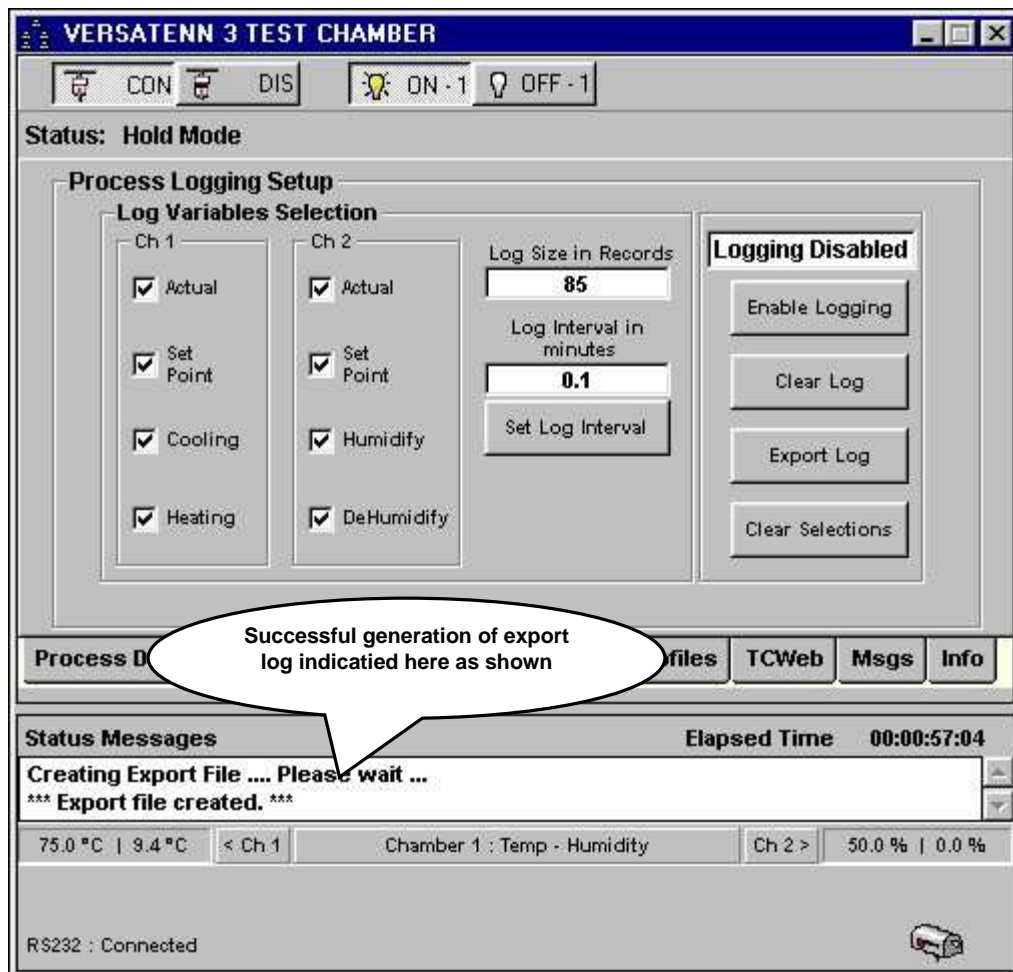 VERSATENN 3 TEST CHAMBER
CON DIS ON - 1 OFF - 1
Status: Hold Mode
Process Logging Setup
Log Variables Selection
Ch 1
Actual
Set
Point
Cooling
Heating
Ch 2
Actual
Set
Point
Humidify
DeHumidify
Log Size in Records
85
Log Interval in
minutes
0.1
Set Log Interval
Logging Disabled
Enable Logging
Clear Log
Export Log
Clear Selections
Successful generation of export
log indicatied here as shown
Process TCWeb Msgs Info
Status Messages Elapsed Time 00:00:57:04
Creating Export File .... Please wait ...
*** Export file created. ***
75.0 °C | 9.4 °C < Ch 1 Chamber 1 : Temp - Humidity Ch 2 > 50.0 % | 0.0 %
RS232 : Connected